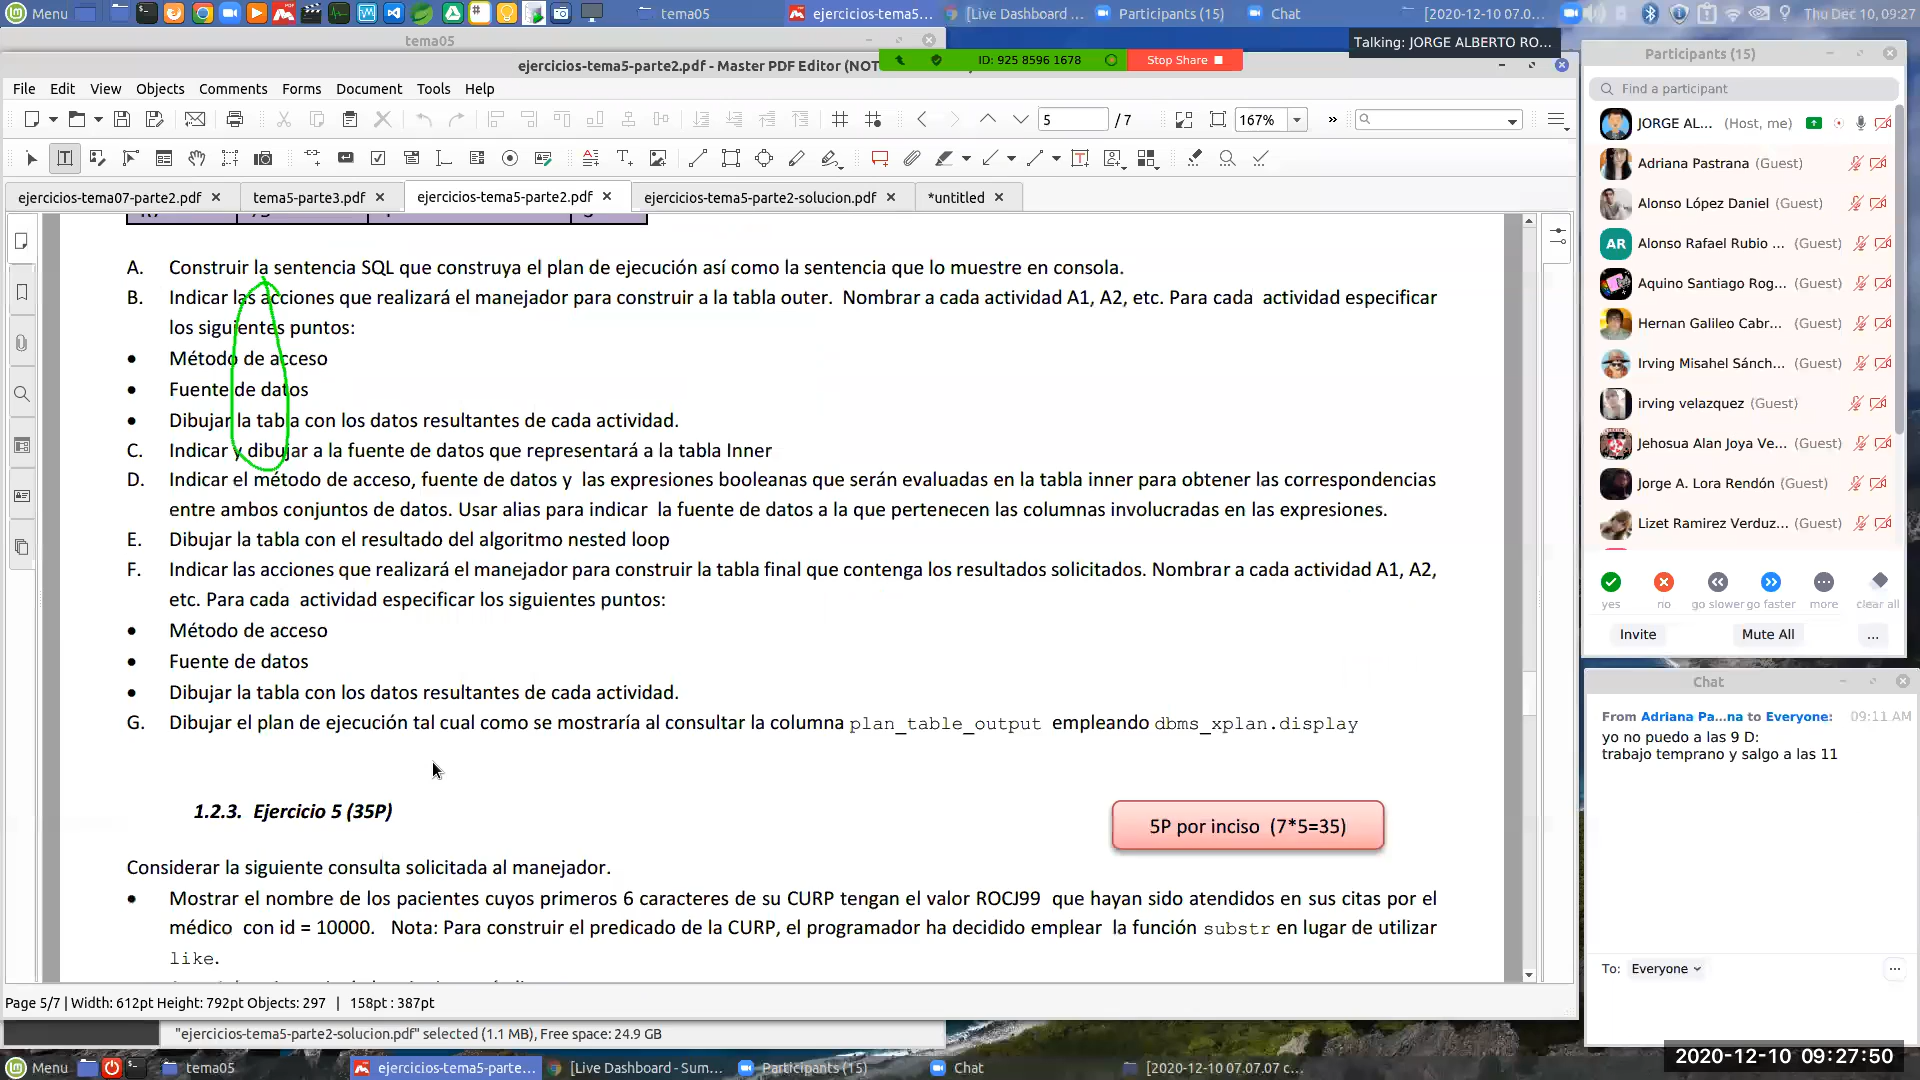 Menu
tema05
ejercicios-tema5...
[Live Dashboard ...
Participants (15)
Chat
[2020-12-10 07.0...
Thu Dec 10, 09:27
tema05
Talking: JORGE ALBERTO RO...
ejercicios-tema5-parte2.pdf - Master PDF Editor (NOT
ID: 925 8596 1678
Stop Share
File Edit View Objects Comments Forms Document Tools Help
5 / 7
167%
ejercicios-tema07-parte2.pdf
tema5-parte3.pdf
ejercicios-tema5-parte2.pdf
ejercicios-tema5-parte2-solucion.pdf
*untitled
A. Construir la sentencia SQL que construya el plan de ejecución así como la sentencia que lo muestre en consola.
B. Indicar las acciones que realizará el manejador para construir a la tabla outer. Nombrar a cada actividad A1, A2, etc. Para cada actividad especificar
los siguientes puntos:
• Método de acceso
• Fuente de datos
• Dibujar la tabla con los datos resultantes de cada actividad.
C. Indicar y dibujar a la fuente de datos que representará a la tabla Inner
D. Indicar el método de acceso, fuente de datos y las expresiones booleanas que serán evaluadas en la tabla inner para obtener las correspondencias
entre ambos conjuntos de datos. Usar alias para indicar la fuente de datos a la que pertenecen las columnas involucradas en las expresiones.
E. Dibujar la tabla con el resultado del algoritmo nested loop
F. Indicar las acciones que realizará el manejador para construir la tabla final que contenga los resultados solicitados. Nombrar a cada actividad A1, A2,
etc. Para cada actividad especificar los siguientes puntos:
• Método de acceso
• Fuente de datos
• Dibujar la tabla con los datos resultantes de cada actividad.
G. Dibujar el plan de ejecución tal cual como se mostraría al consultar la columna plan_table_output empleando dbms_xplan.display
1.2.3. Ejercicio 5 (35P)
5P por inciso (7*5=35)
Considerar la siguiente consulta solicitada al manejador.
• Mostrar el nombre de los pacientes cuyos primeros 6 caracteres de su CURP tengan el valor ROCJ99 que hayan sido atendidos en sus citas por el
médico con id = 10000. Nota: Para construir el predicado de la CURP, el programador ha decidido emplear la función substr en lugar de utilizar
like.
Page 5/7 | Width: 612pt Height: 792pt Objects: 297 | 158pt : 387pt
"ejercicios-tema5-parte2-solucion.pdf" selected (1.1 MB), Free space: 24.9 GB
Participants (15)
Find a participant
JORGE AL... (Host, me)
Adriana Pastrana (Guest)
Alonso López Daniel (Guest)
AR Alonso Rafael Rubio ... (Guest)
Aquino Santiago Rog... (Guest)
Hernan Galileo Cabr... (Guest)
Irving Misahel Sánch... (Guest)
irving velazquez (Guest)
Jehosua Alan Joya Ve... (Guest)
Jorge A. Lora Rendón (Guest)
Lizet Ramirez Verduz... (Guest)
yes no go slower go faster more clear all
Invite Mute All ...
Chat
From Adriana Pa...na to Everyone: 09:11 AM
yo no puedo a las 9 D:
trabajo temprano y salgo a las 11
To: Everyone
2020-12-10 09:27:50
Menu
tema05
ejercicios-tema5-parte...
[Live Dashboard - Sum...
Participants (15)
Chat
[2020-12-10 07.07.07 c...